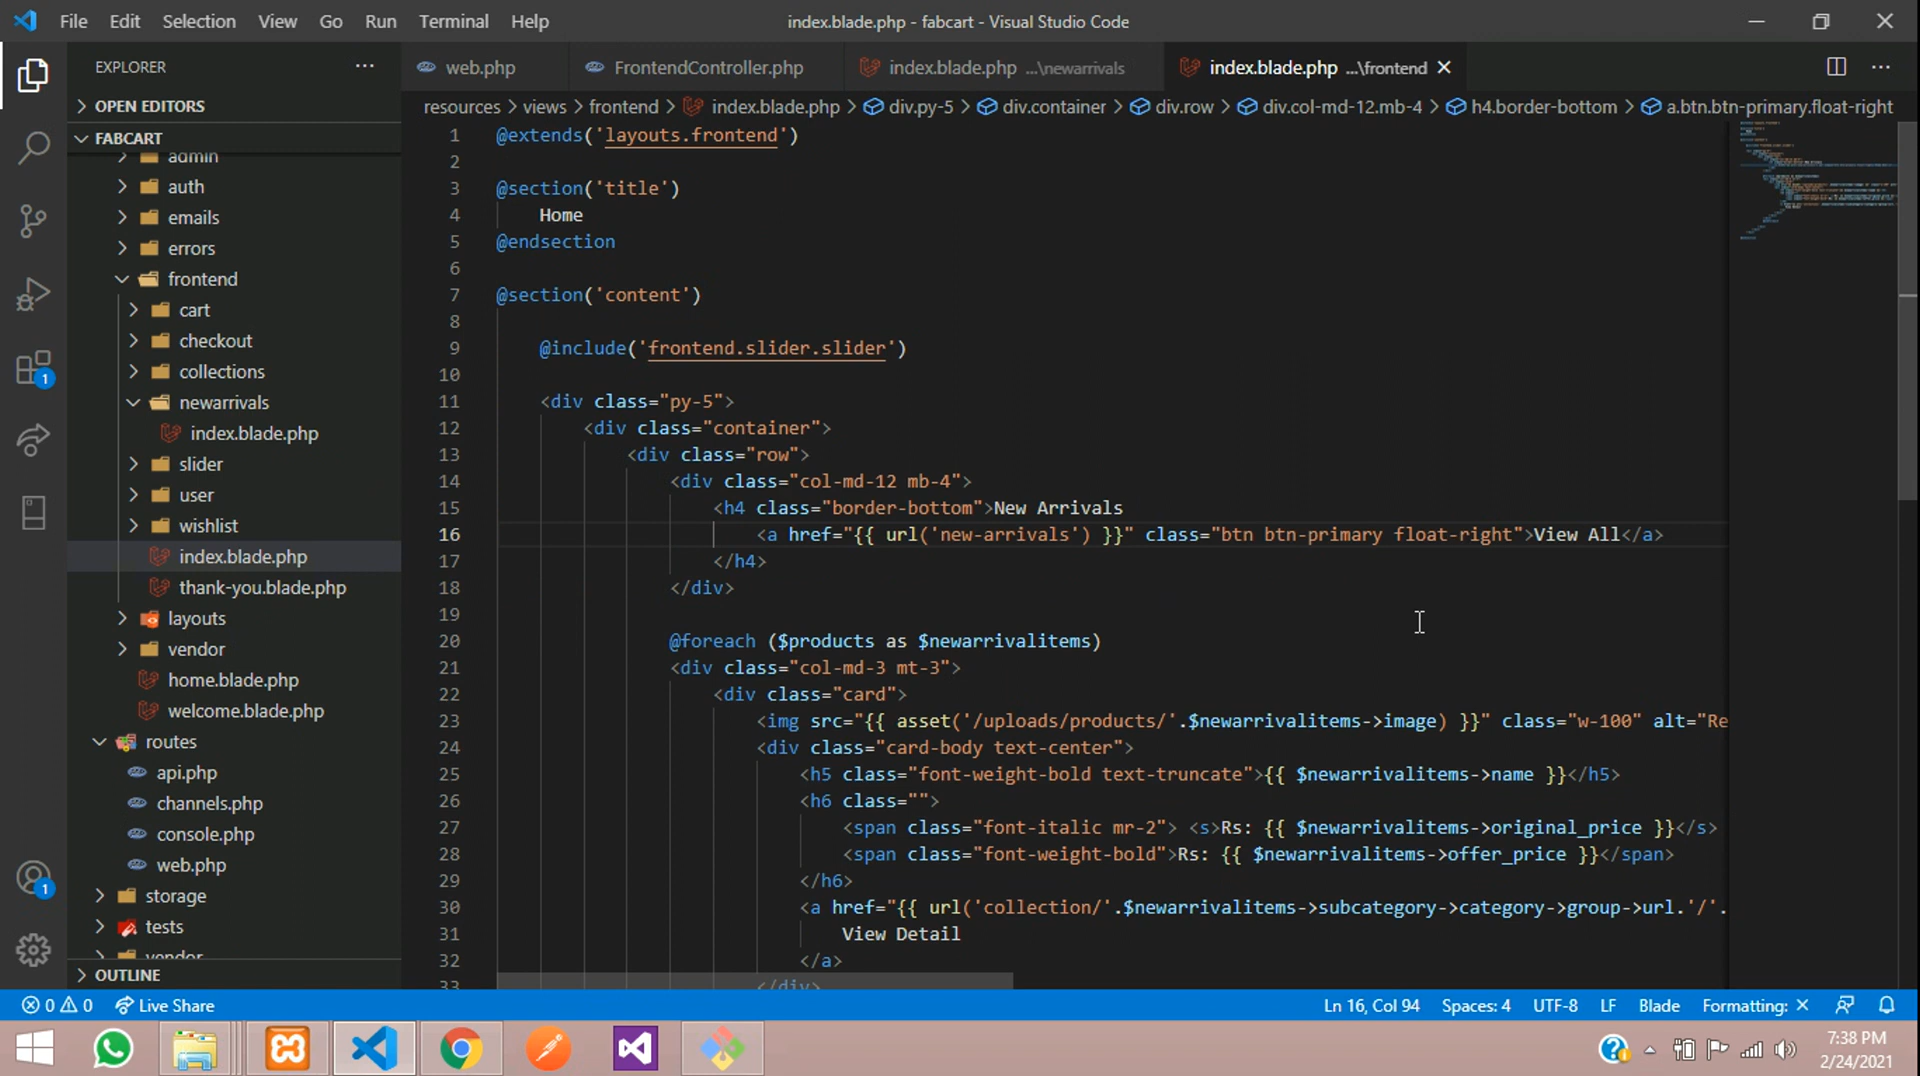 File Edit Selection View Go Run Terminal Help
index.blade.php - fabcart - Visual Studio Code
EXPLORER
OPEN EDITORS
FABCART
admin
auth
emails
errors
frontend
cart
checkout
collections
newarrivals
index.blade.php
slider
user
wishlist
index.blade.php
thank-you.blade.php
layouts
vendor
home.blade.php
welcome.blade.php
routes
api.php
channels.php
console.php
web.php
storage
tests
vendor
OUTLINE
web.php FrontendController.php index.blade.php ...\newarrivals index.blade.php ...\frontend
resources > views > frontend > index.blade.php > div.py-5 > div.container > div.row > div.col-md-12.mb-4 > h4.border-bottom > a.btn.btn-primary.float-right
1 @extends('layouts.frontend')
2
3 @section('title')
4 Home
5 @endsection
6
7 @section('content')
8
9 @include('frontend.slider.slider')
10
11 <div class="py-5">
12 <div class="container">
13 <div class="row">
14 <div class="col-md-12 mb-4">
15 <h4 class="border-bottom">New Arrivals
16 <a href="{{ url('new-arrivals') }}" class="btn btn-primary float-right">View All</a>
17 </h4>
18 </div>
19
20 @foreach ($products as $newarrivalitems)
21 <div class="col-md-3 mt-3">
22 <div class="card">
23 <img src="{{ asset('/uploads/products/'.$newarrivalitems->image) }}" class="w-100" alt="Re
24 <div class="card-body text-center">
25 <h5 class="font-weight-bold text-truncate">{{ $newarrivalitems->name }}</h5>
26 <h6 class="">
27 <span class="font-italic mr-2"> <s>Rs: {{ $newarrivalitems->original_price }}</s>
28 <span class="font-weight-bold">Rs: {{ $newarrivalitems->offer_price }}</span>
29 </h6>
30 <a href="{{ url('collection/'.$newarrivalitems->subcategory->category->group->url.'/'.
31 View Detail
32 </a>
33 </div>
0 0 Live Share
Ln 16, Col 94 Spaces: 4 UTF-8 LF Blade Formatting: ×
1
1
7:38 PM
2/24/2021